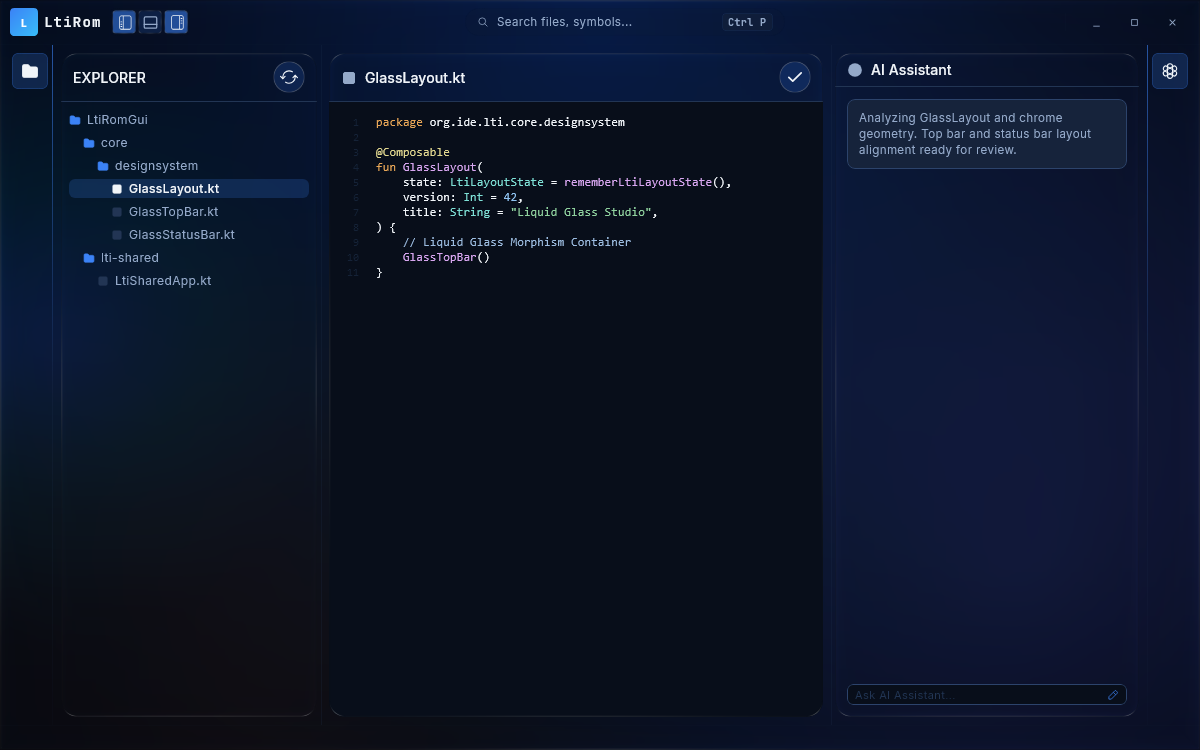 L LtiRom
Search files, symbols... Ctrl P
EXPLORER
LtiRomGui
core
designsystem
GlassLayout.kt
GlassTopBar.kt
GlassStatusBar.kt
lti-shared
LtiSharedApp.kt
GlassLayout.kt
1 package org.ide.lti.core.designsystem
2
3 @Composable
4 fun GlassLayout(
5 state: LtiLayoutState = rememberLtiLayoutState(),
6 version: Int = 42,
7 title: String = "Liquid Glass Studio",
8 ) {
9 // Liquid Glass Morphism Container
10 GlassTopBar()
11 }
AI Assistant
Analyzing GlassLayout and chrome
geometry. Top bar and status bar layout
alignment ready for review.
Ask AI Assistant...